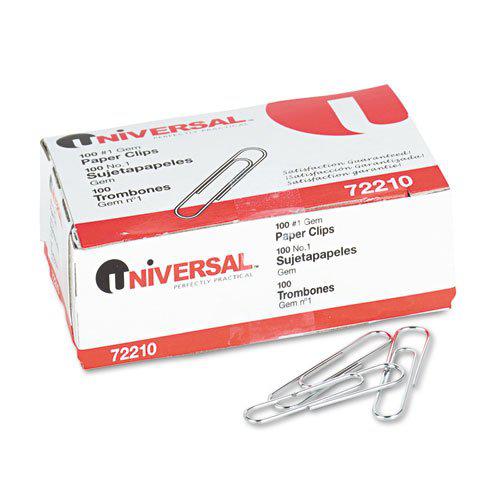 UNIVERSAL™
PERFECTLY PRACTICAL
100 #1 Gem
Paper Clips
100 No.1
Sujetapapeles
Gem
100
Trombones
Gem nº1
Satisfaction Guaranteed!
¡Satisfacción Garantizada!
Satisfaction Garantie!
72210
UNIVERSAL™
PERFECTLY PRACTICAL
100 #1 Gem
Paper Clips
100 No.1
Sujetapapeles
Gem
100
Trombones
Gem nº1
72210